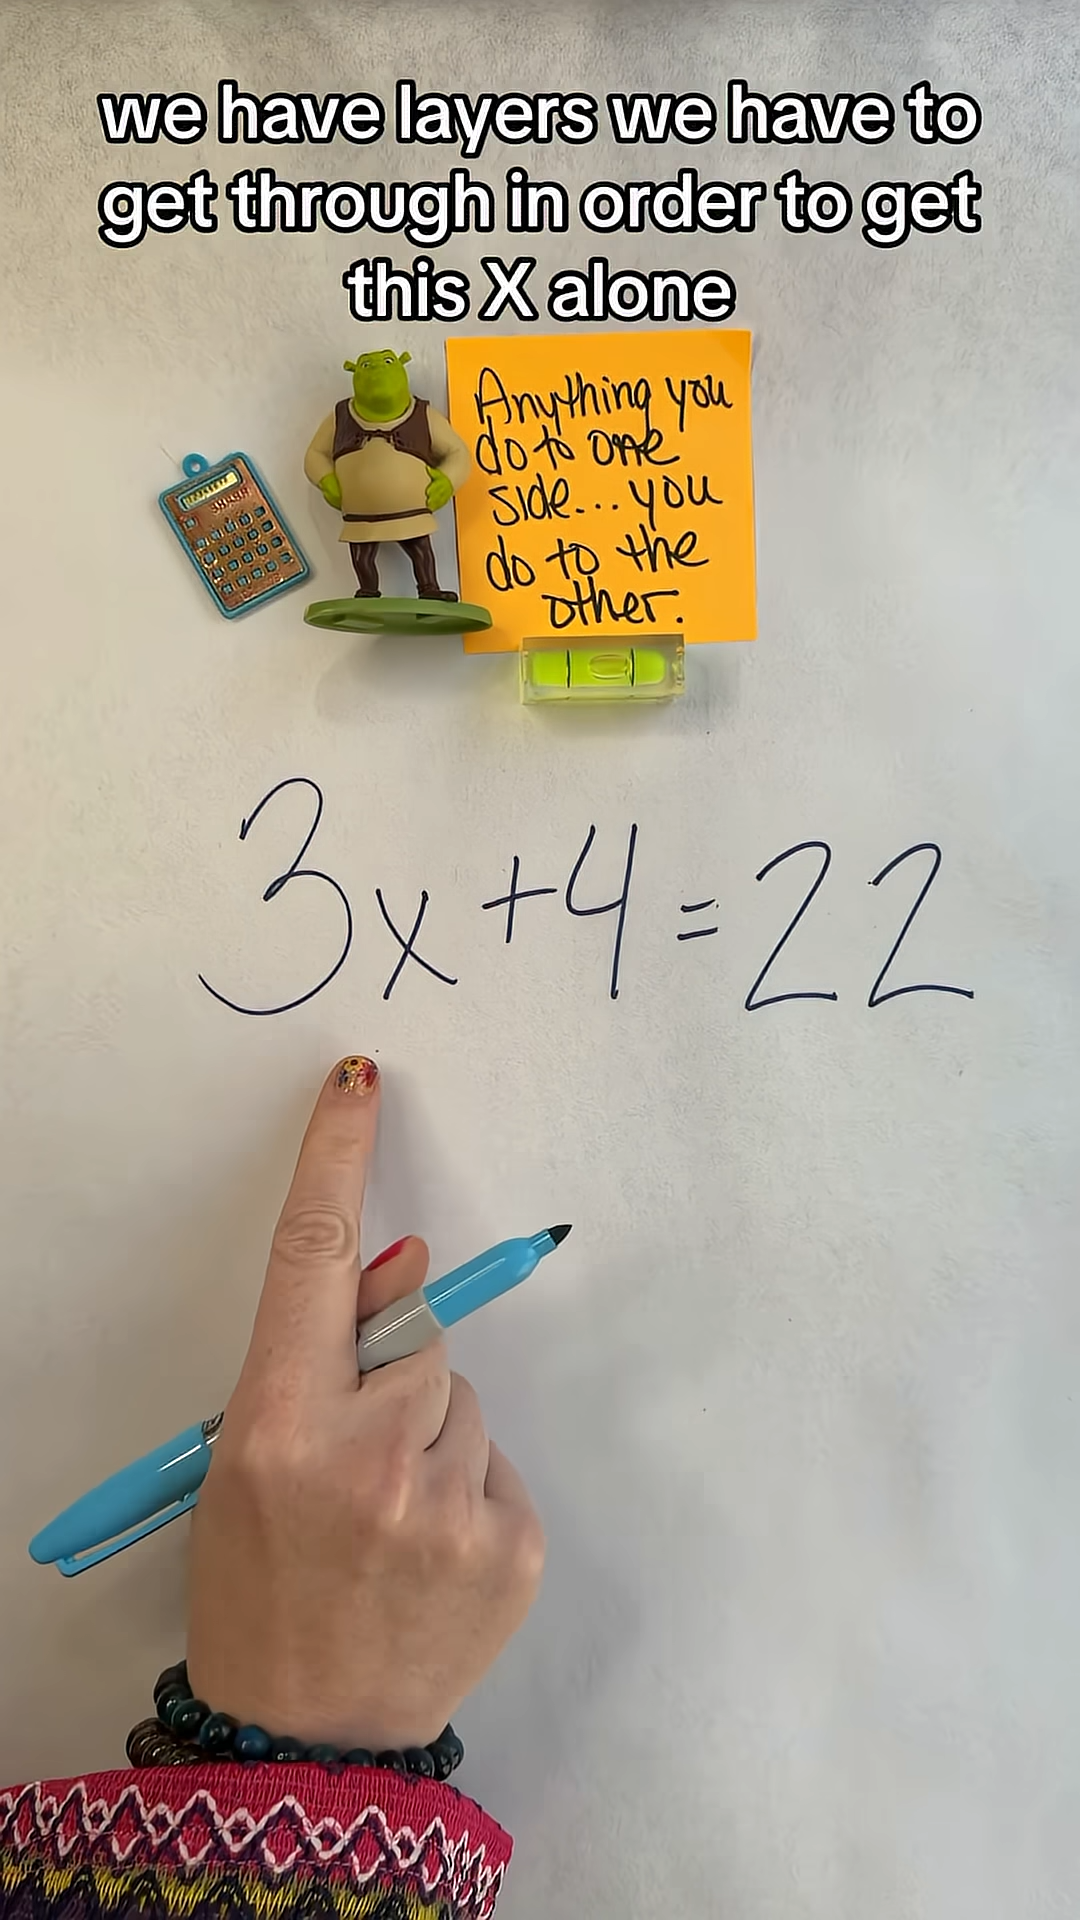 we have layers we have to
get through in order to get
this X alone
Anything you
do to one
side... you
do to the
other.
3x+4=22